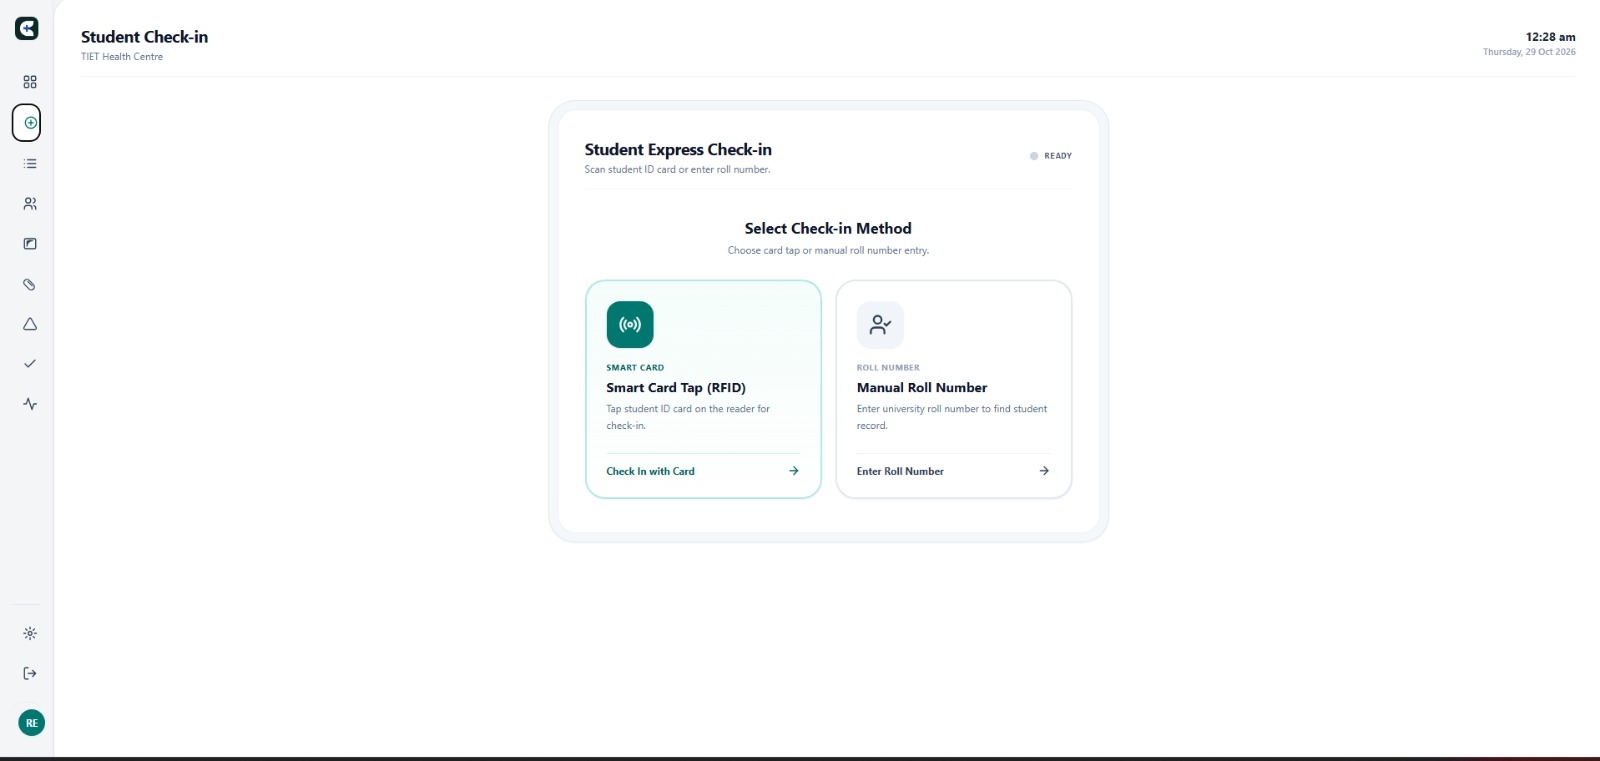 Student Check-in
TIET Health Centre
12:28 am
Thursday, 29 Oct 2026
Student Express Check-in
Scan student ID card or enter roll number.
READY
Select Check-in Method
Choose card tap or manual roll number entry.
SMART CARD
Smart Card Tap (RFID)
Tap student ID card on the reader for
check-in.
Check In with Card
ROLL NUMBER
Manual Roll Number
Enter university roll number to find student
record.
Enter Roll Number
RE